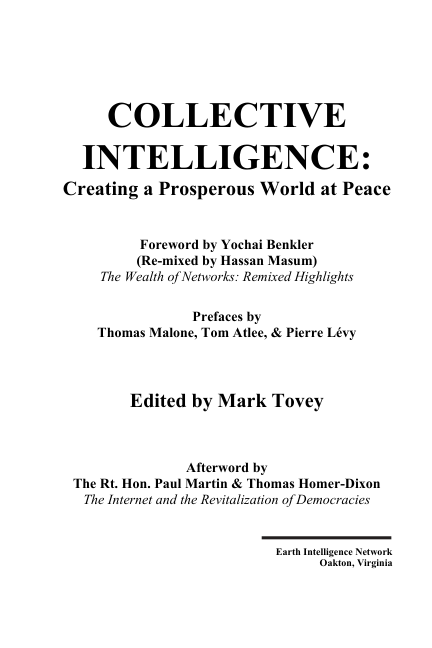 COLLECTIVE
INTELLIGENCE:
Creating a Prosperous World at Peace
Foreword by Yochai Benkler
(Re-mixed by Hassan Masum)
The Wealth of Networks: Remixed Highlights
Prefaces by
Thomas Malone, Tom Atlee, & Pierre Lévy
Edited by Mark Tovey
Afterword by
The Rt. Hon. Paul Martin & Thomas Homer-Dixon
The Internet and the Revitalization of Democracies
Earth Intelligence Network
Oakton, Virginia